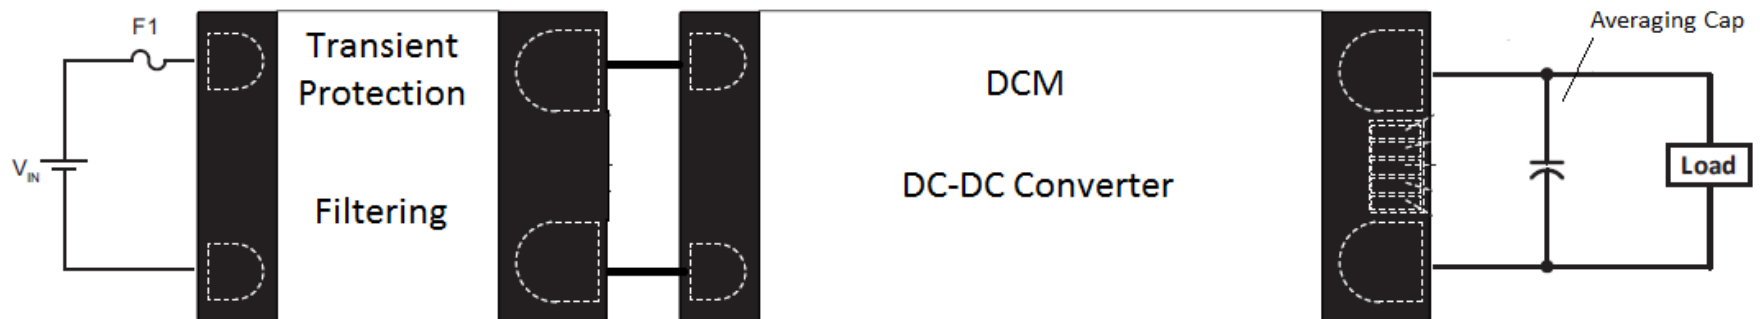 F1
V_IN
Transient
Protection
Filtering
DCM
DC-DC Converter
Averaging Cap
Load